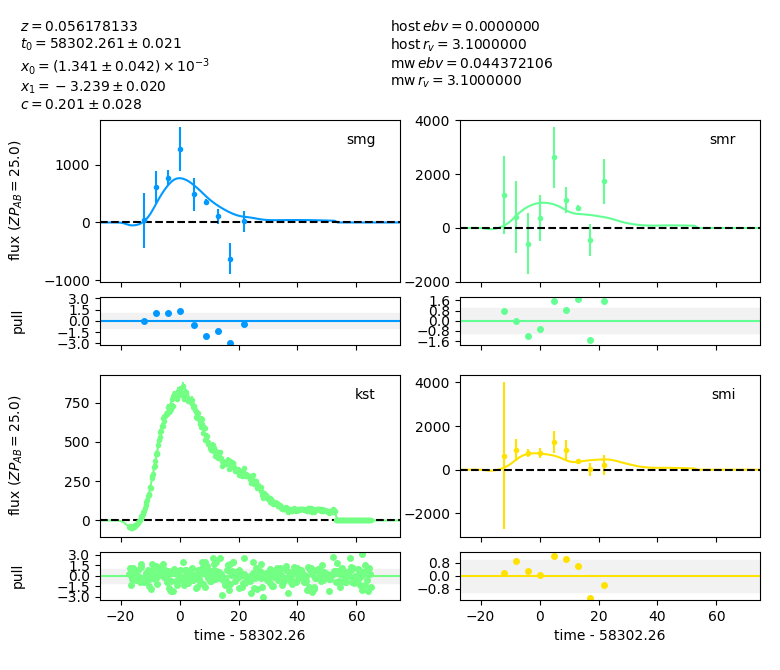 z = 0.056178133
t₀ = 58302.261 ± 0.021
x₀ = (1.341 ± 0.042) × 10⁻³
x₁ = −3.239 ± 0.020
c = 0.201 ± 0.028
host ebv = 0.0000000
host r_v = 3.1000000
mw ebv = 0.044372106
mw r_v = 3.1000000
smg
flux (ZP_AB = 25.0)
1000
0
−1000
smr
4000
2000
0
−2000
pull
3.0
1.5
0.0
−1.5
−3.0
1.6
0.8
0.0
−0.8
−1.6
kst
flux (ZP_AB = 25.0)
750
500
250
0
smi
4000
2000
0
−2000
pull
3.0
1.5
0.0
−1.5
−3.0
−20 0 20 40 60
time - 58302.26
0.8
0.0
−0.8
−20 0 20 40 60
time - 58302.26